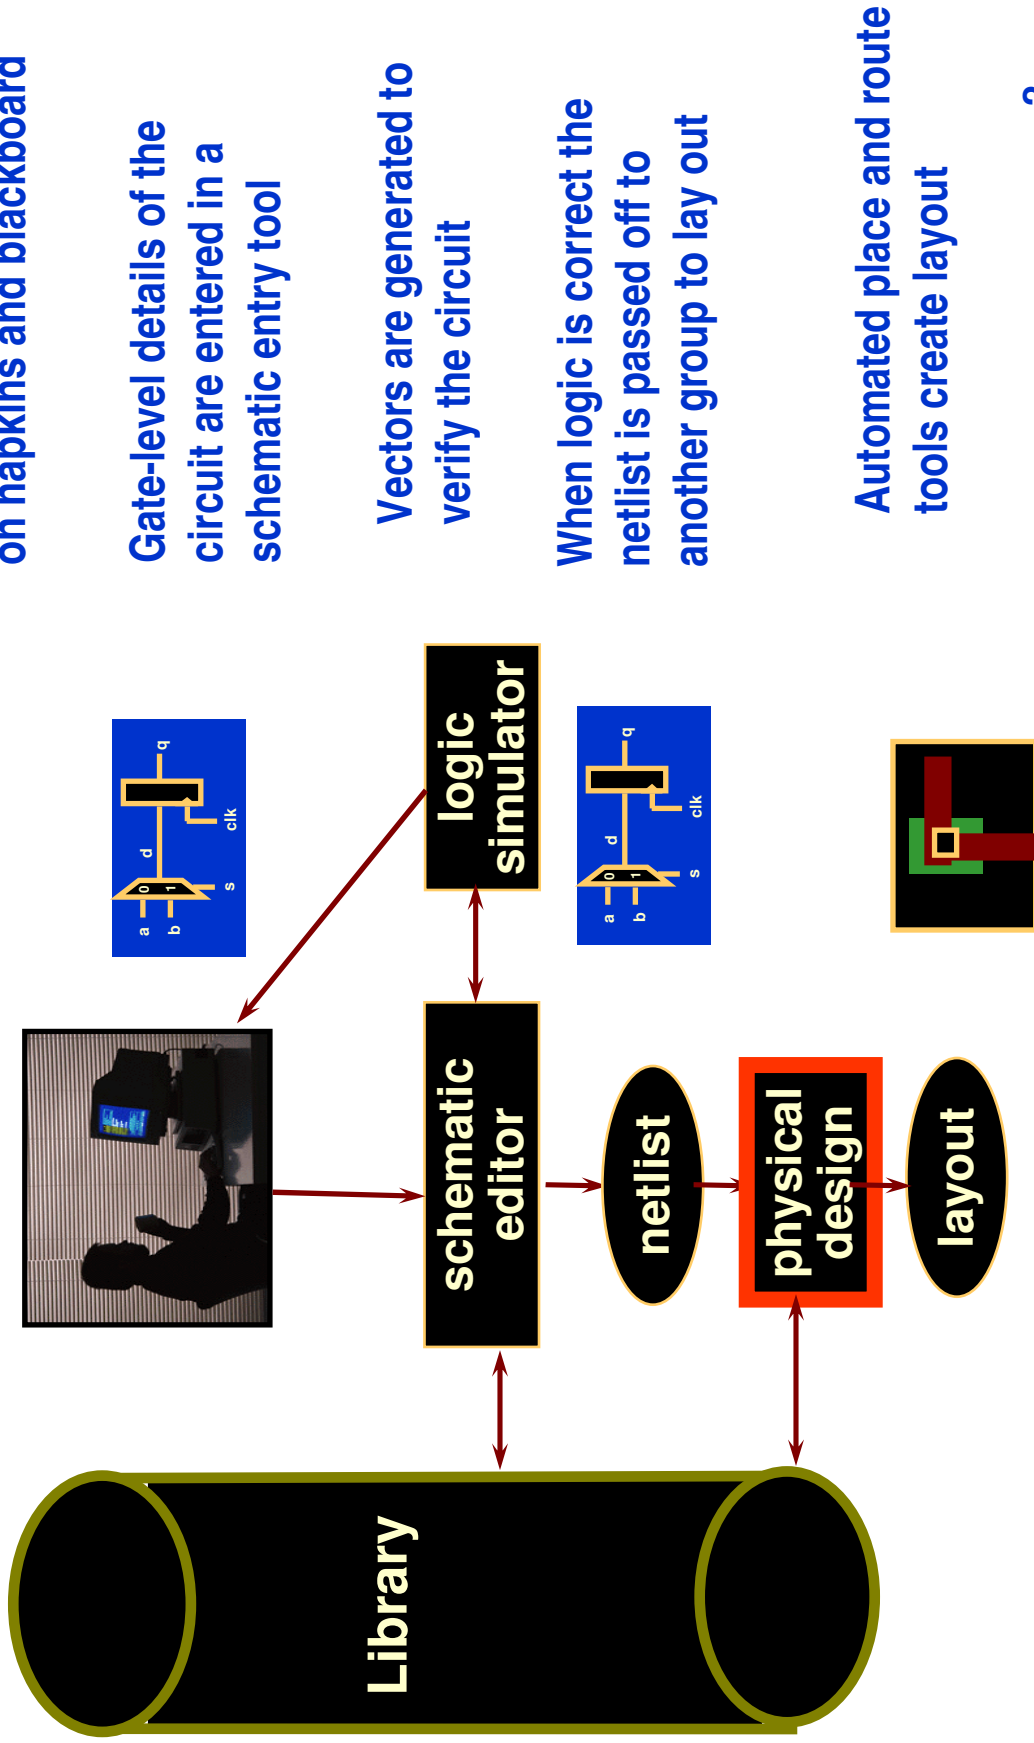 on napkins and blackboard
Gate-level details of the
circuit are entered in a
schematic entry tool
Vectors are generated to
verify the circuit
When logic is correct the
netlist is passed off to
another group to lay out
Automated place and route
tools create layout
2
a
b
0
1
s
d
clk
q
logic
simulator
a
b
0
1
s
d
clk
q
schematic
editor
netlist
physical
design
layout
Library